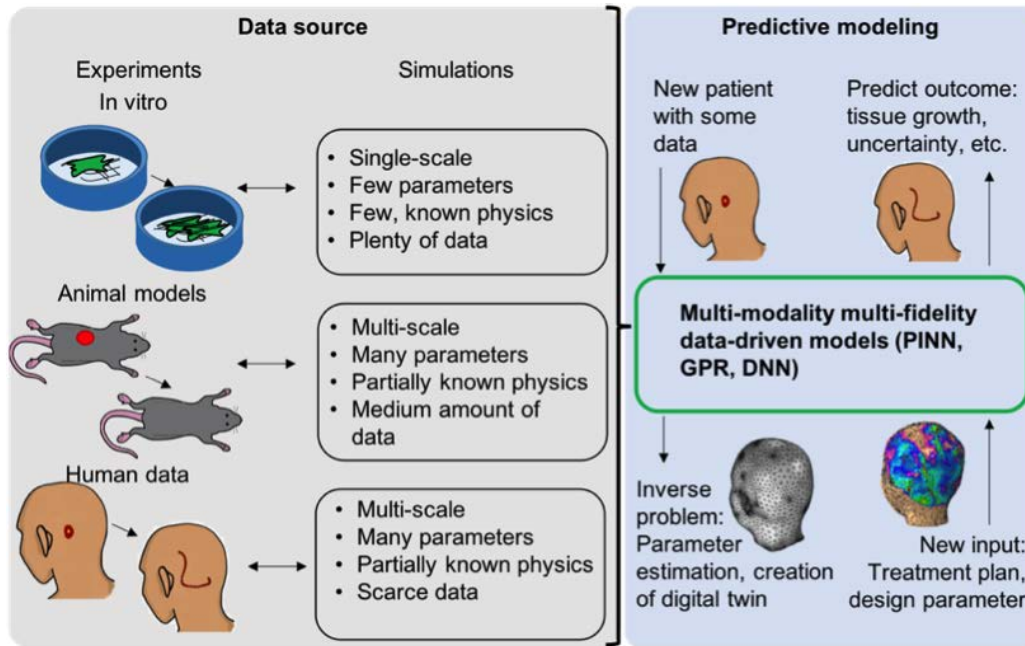 Data source
Experiments
Simulations
In vitro
• Single-scale
• Few parameters
• Few, known physics
• Plenty of data
Animal models
• Multi-scale
• Many parameters
• Partially known physics
• Medium amount of
data
Human data
• Multi-scale
• Many parameters
• Partially known physics
• Scarce data
Predictive modeling
New patient
with some
data
Predict outcome:
tissue growth,
uncertainty, etc.
Multi-modality multi-fidelity
data-driven models (PINN,
GPR, DNN)
Inverse
problem:
Parameter
estimation, creation
of digital twin
New input:
Treatment plan,
design parameter